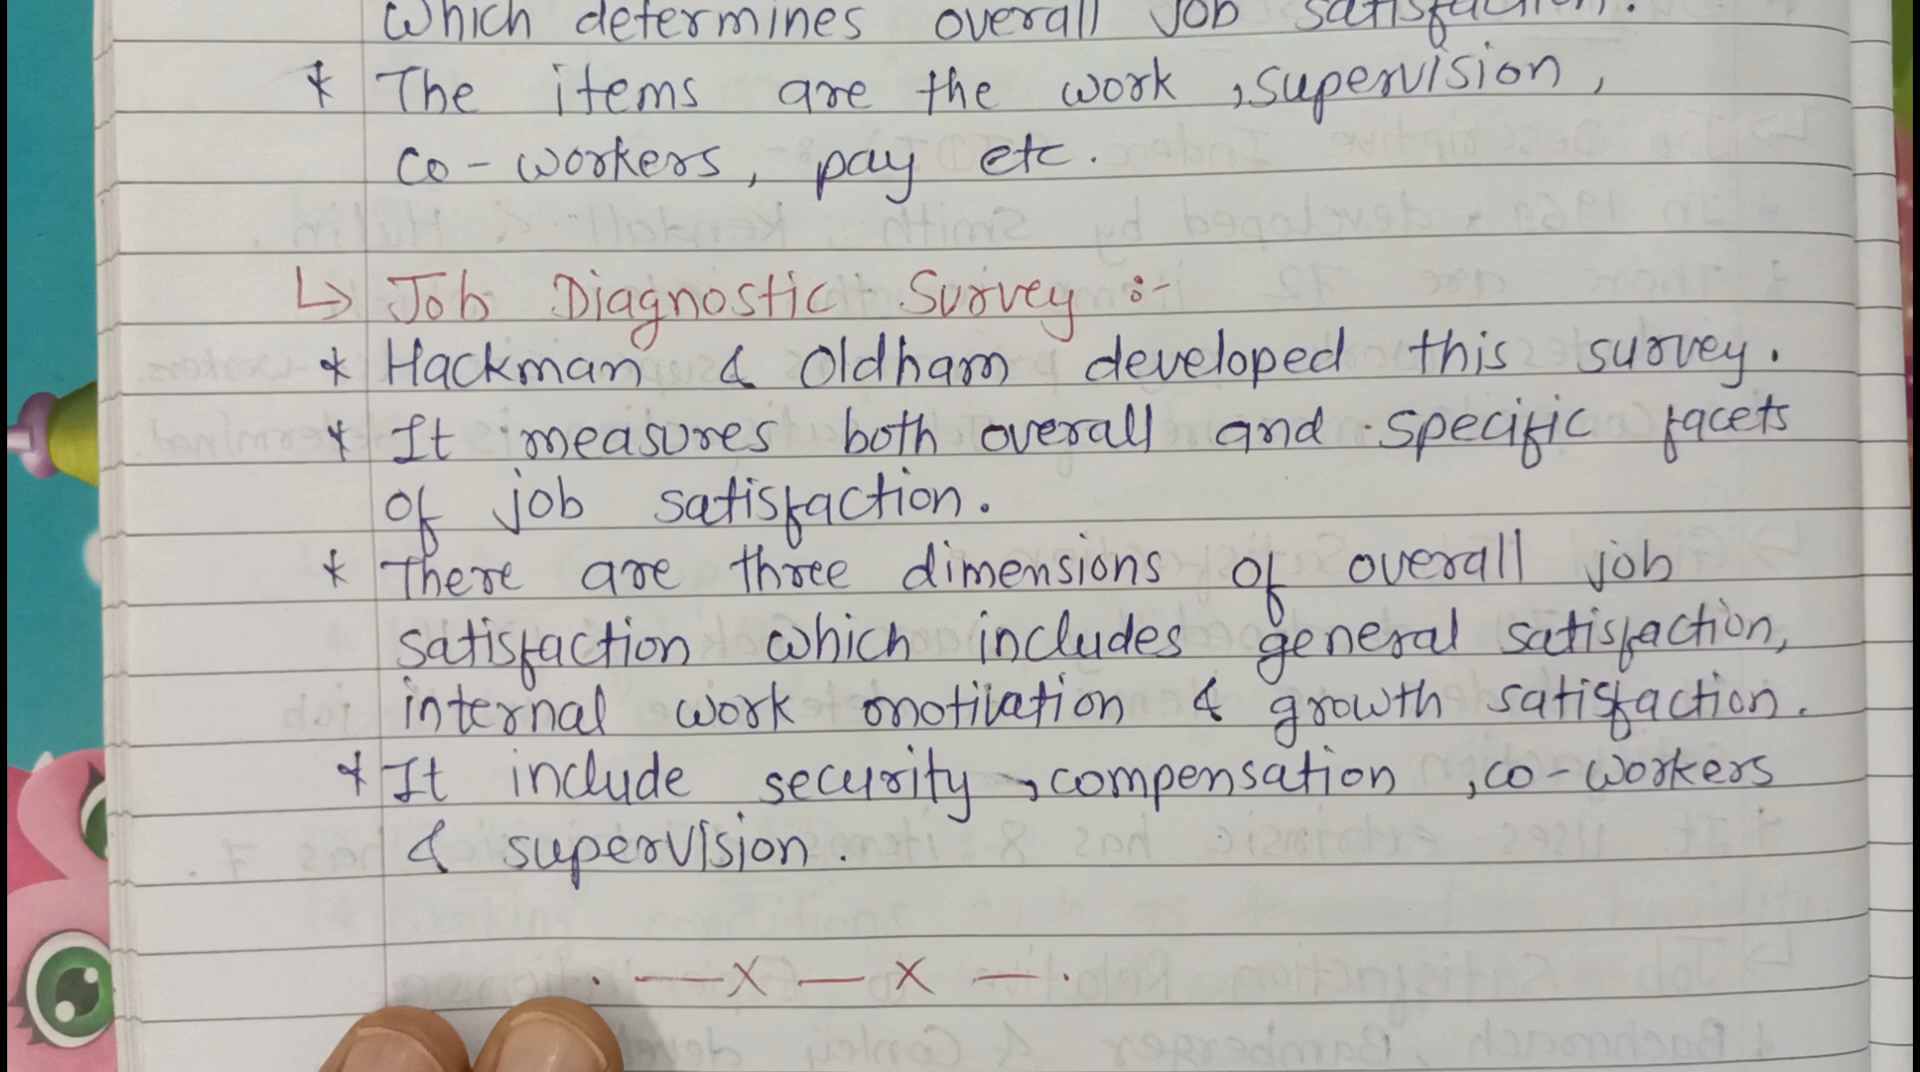 which determines overall job satisfaction.
* The items are the work, supervision,
co-workers, pay etc.
↳ Job Diagnostic Survey :-
* Hackman & Oldham developed this survey.
* It measures both overall and specific facets
of job satisfaction.
* There are three dimensions of overall job
satisfaction which includes general satisfaction,
internal work motivation & growth satisfaction.
* It include security, compensation, co-workers
& supervision.
. — X — X — .